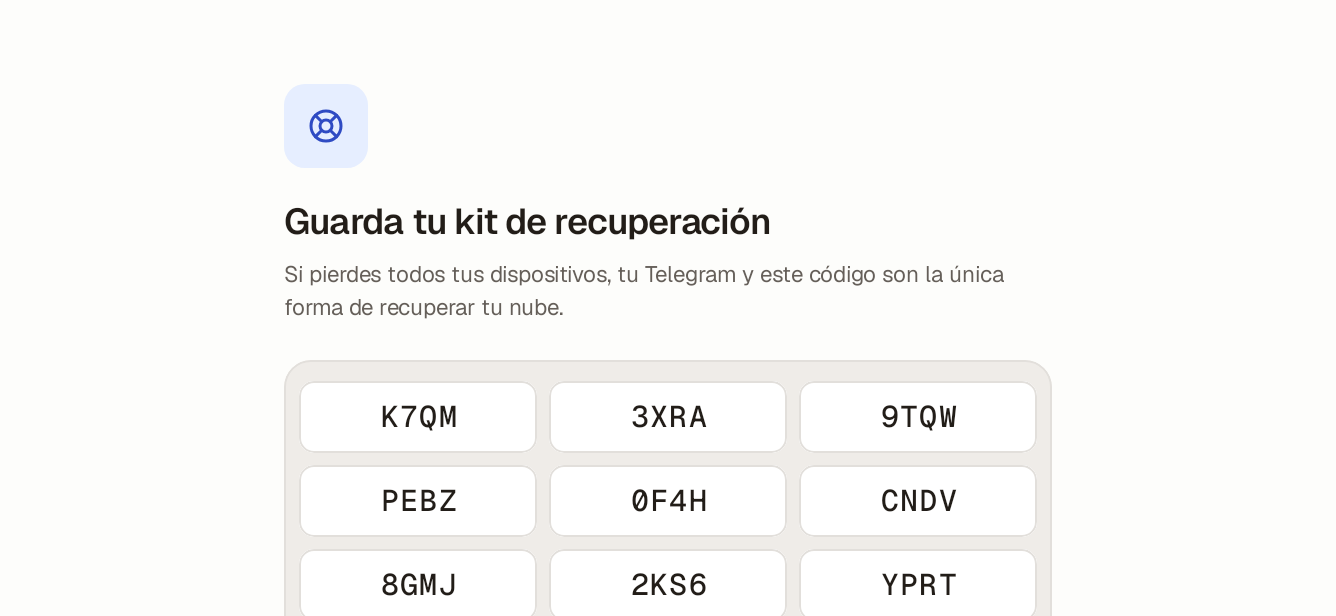 Guarda tu kit de recuperación
Si pierdes todos tus dispositivos, tu Telegram y este código son la única
forma de recuperar tu nube.
K7QM 3XRA 9TQW
PEBZ 0F4H CNDV
8GMJ 2KS6 YPRT